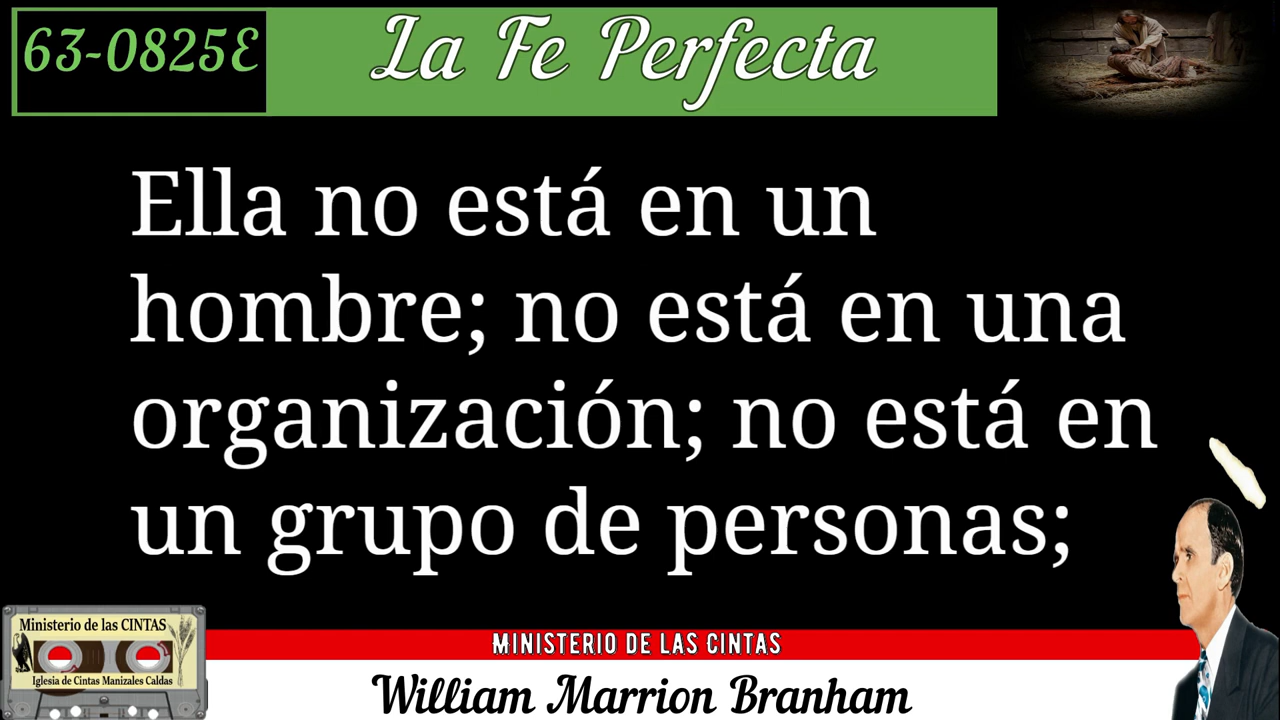 63-0825E
La Fe Perfecta
Ella no está en un
hombre; no está en una
organización; no está en
un grupo de personas;
Ministerio de las CINTAS
Iglesia de Cintas Manizales Caldas
MINISTERIO DE LAS CINTAS
William Marrion Branham